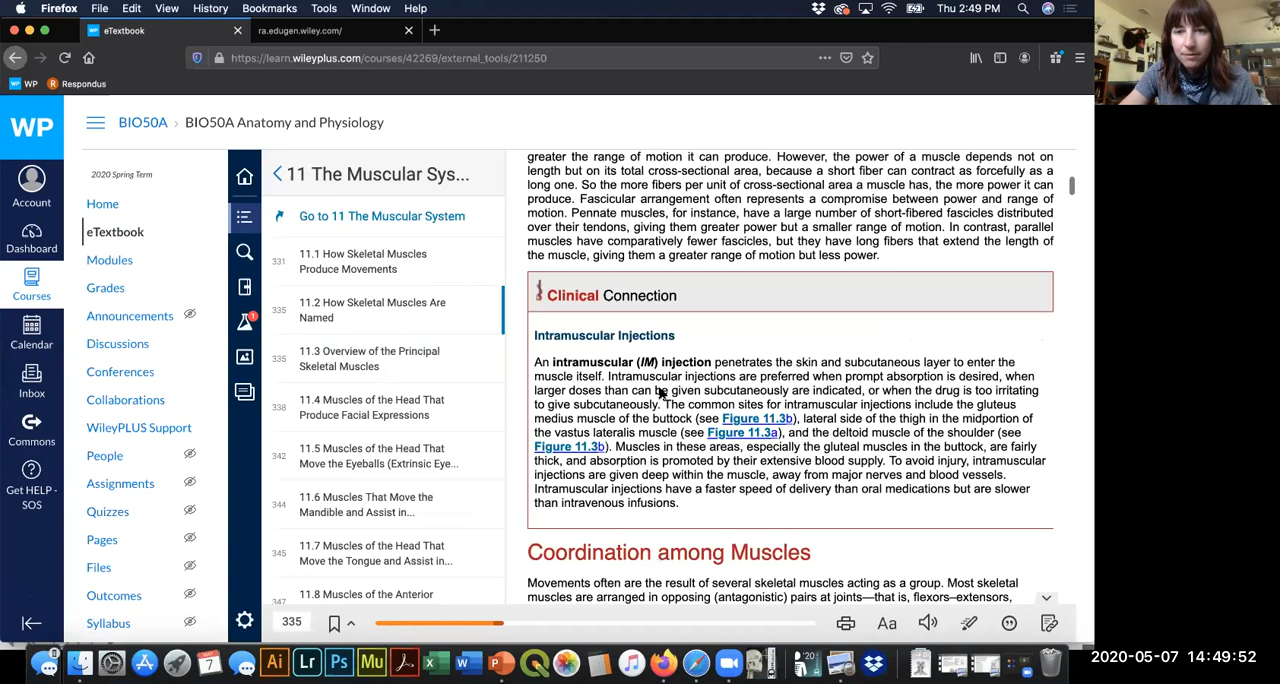 Firefox File Edit View History Bookmarks Tools Window Help Thu 2:49 PM
WP eTextbook ra.edugen.wiley.com/
https://learn.wileyplus.com/courses/42269/external_tools/211250
WP WP R Respondus
WP
Account
Dashboard
Courses
Calendar
Inbox
Commons
Get HELP -
SOS
BIO50A › BIO50A Anatomy and Physiology
2020 Spring Term
Home
eTextbook
Modules
Grades
Announcements
Discussions
Conferences
Collaborations
WileyPLUS Support
People
Assignments
Quizzes
Pages
Files
Outcomes
Syllabus
1
11 The Muscular Sys...
Go to 11 The Muscular System
331 11.1 How Skeletal Muscles
Produce Movements
335 11.2 How Skeletal Muscles Are
Named
335 11.3 Overview of the Principal
Skeletal Muscles
338 11.4 Muscles of the Head That
Produce Facial Expressions
342 11.5 Muscles of the Head That
Move the Eyeballs (Extrinsic Eye...
344 11.6 Muscles That Move the
Mandible and Assist in...
345 11.7 Muscles of the Head That
Move the Tongue and Assist in...
347 11.8 Muscles of the Anterior
greater the range of motion it can produce. However, the power of a muscle depends not on
length but on its total cross-sectional area, because a short fiber can contract as forcefully as a
long one. So the more fibers per unit of cross-sectional area a muscle has, the more power it can
produce. Fascicular arrangement often represents a compromise between power and range of
motion. Pennate muscles, for instance, have a large number of short-fibered fascicles distributed
over their tendons, giving them greater power but a smaller range of motion. In contrast, parallel
muscles have comparatively fewer fascicles, but they have long fibers that extend the length of
the muscle, giving them a greater range of motion but less power.
Clinical Connection
Intramuscular Injections
An intramuscular (IM) injection penetrates the skin and subcutaneous layer to enter the
muscle itself. Intramuscular injections are preferred when prompt absorption is desired, when
larger doses than can be given subcutaneously are indicated, or when the drug is too irritating
to give subcutaneously. The common sites for intramuscular injections include the gluteus
medius muscle of the buttock (see Figure 11.3b), lateral side of the thigh in the midportion of
the vastus lateralis muscle (see Figure 11.3a), and the deltoid muscle of the shoulder (see
Figure 11.3b). Muscles in these areas, especially the gluteal muscles in the buttock, are fairly
thick, and absorption is promoted by their extensive blood supply. To avoid injury, intramuscular
injections are given deep within the muscle, away from major nerves and blood vessels.
Intramuscular injections have a faster speed of delivery than oral medications but are slower
than intravenous infusions.
Coordination among Muscles
Movements often are the result of several skeletal muscles acting as a group. Most skeletal
muscles are arranged in opposing (antagonistic) pairs at joints—that is, flexors–extensors,
335 Aa
7 Ai Lr Ps Mu X W P '20
2020-05-07 14:49:52